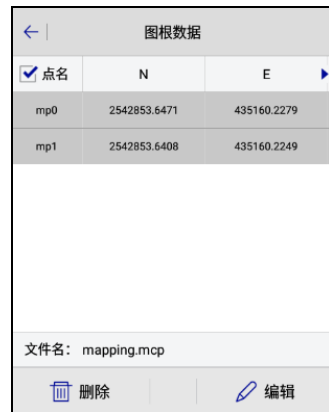 图根数据
点名 N E
mp0 2542853.6471 435160.2279
mp1 2542853.6408 435160.2249
文件名: mapping.mcp
删除 编辑